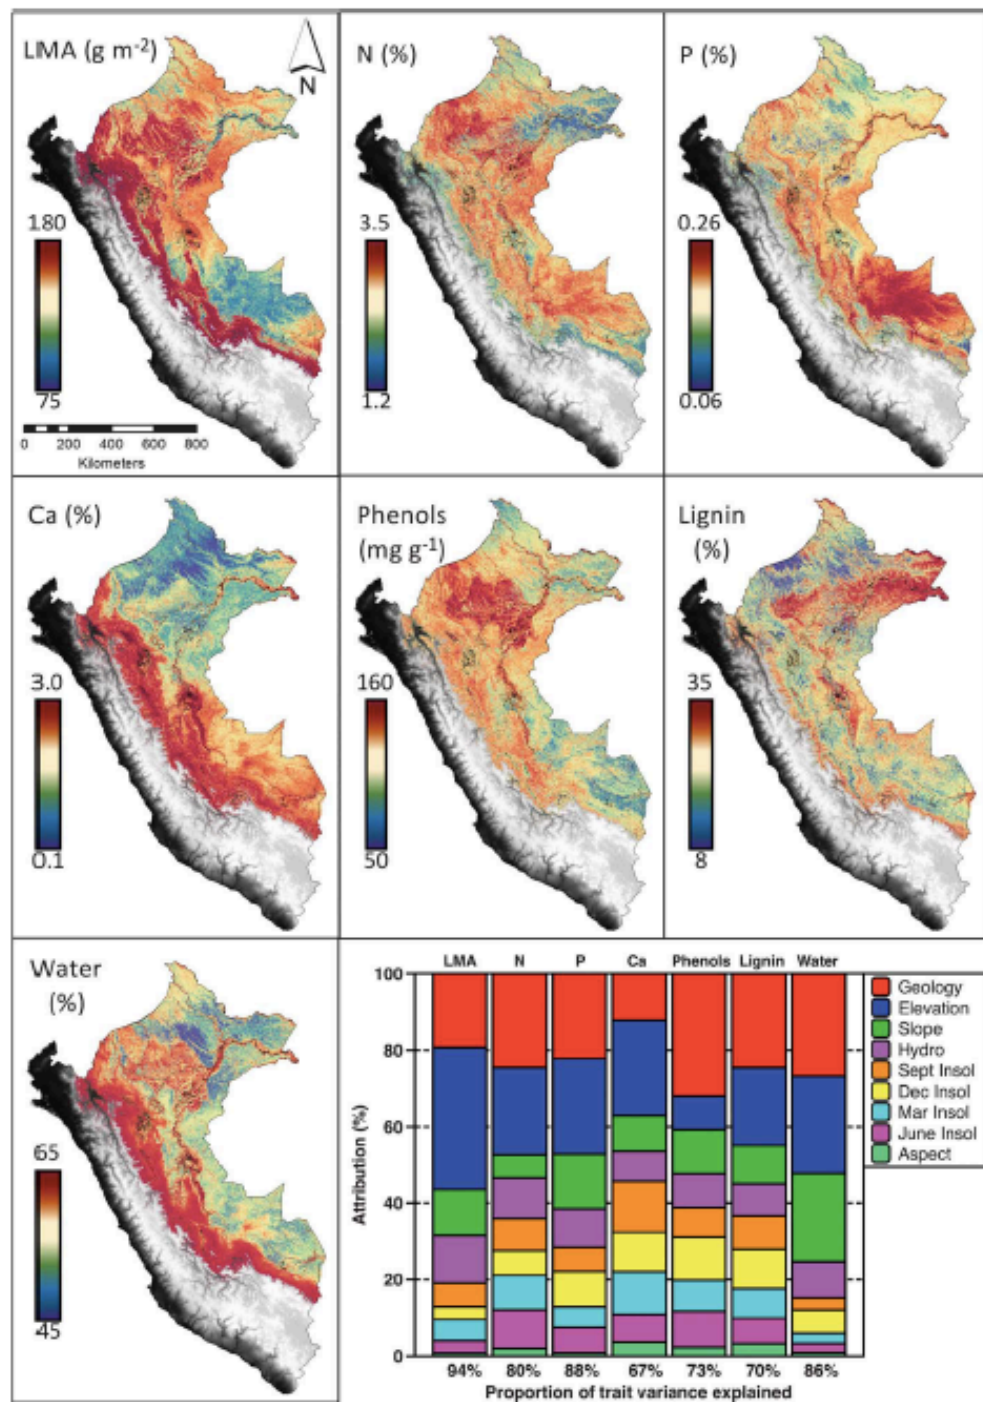 LMA (g m-2)
N
180
75
0 200 400 600 800
Kilometers
N (%)
3.5
1.2
P (%)
0.26
0.06
Ca (%)
3.0
0.1
Phenols
(mg g-1)
160
50
Lignin
(%)
35
8
Water
(%)
65
45
LMA N P Ca Phenols Lignin Water
100
80
60
40
20
0
Attribution (%)
94% 80% 88% 67% 73% 70% 86%
Proportion of trait variance explained
Geology
Elevation
Slope
Hydro
Sept Insol
Dec Insol
Mar Insol
June Insol
Aspect